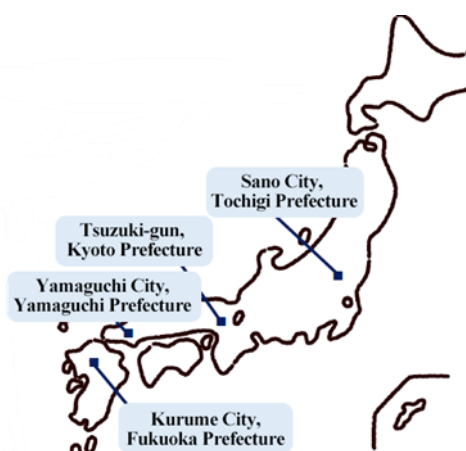 Sano City,
Tochigi Prefecture
Tsuzuki-gun,
Kyoto Prefecture
Yamaguchi City,
Yamaguchi Prefecture
Kurume City,
Fukuoka Prefecture